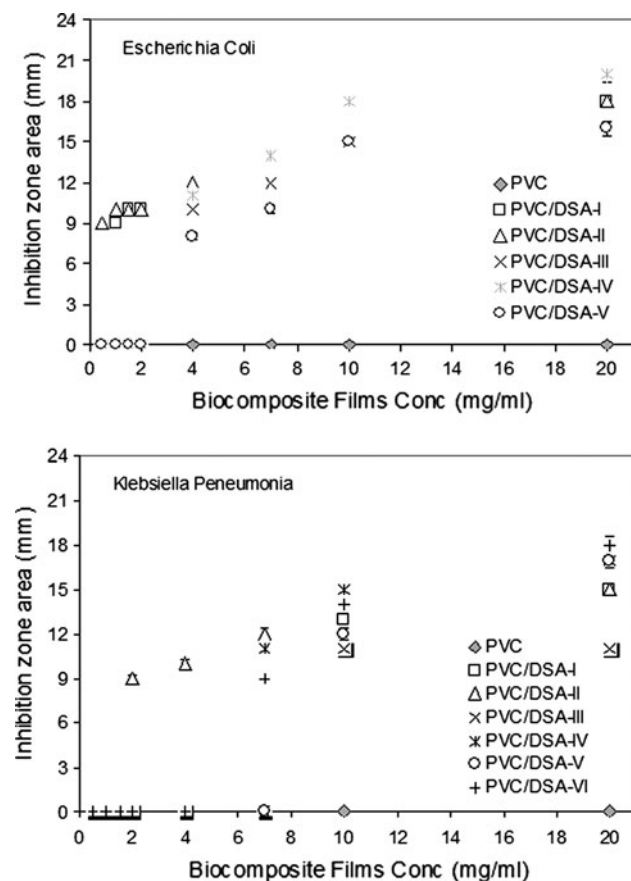 Escherichia Coli
Inhibition zone area (mm)
24
21
18
15
12
9
6
3
0
PVC
PVC/DSA-I
PVC/DSA-II
PVC/DSA-III
PVC/DSA-IV
PVC/DSA-V
0 2 4 6 8 10 12 14 16 18 20
Biocomposite Films Conc (mg/ml)
Klebsiella Peneumonia
Inhibition zone area (mm)
24
21
18
15
12
9
6
3
0
PVC
PVC/DSA-I
PVC/DSA-II
PVC/DSA-III
PVC/DSA-IV
PVC/DSA-V
PVC/DSA-VI
0 2 4 6 8 10 12 14 16 18 20
Biocomposite Films Conc (mg/ml)